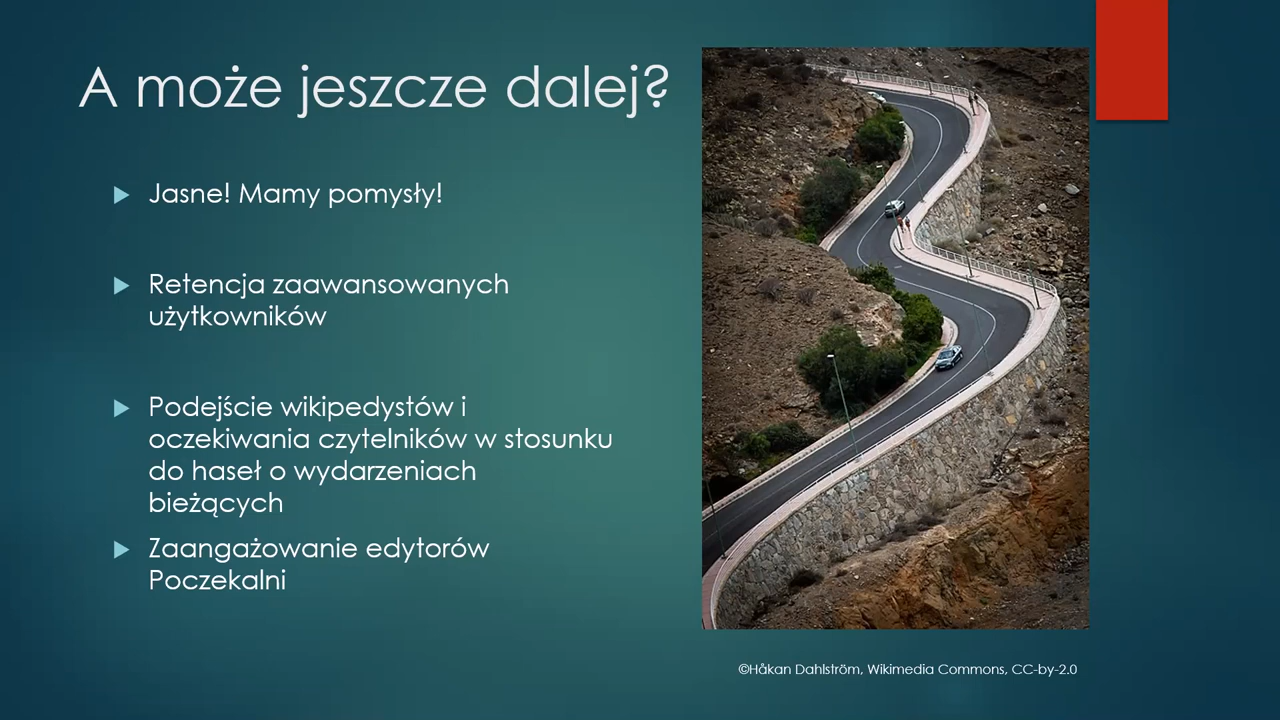 A może jeszcze dalej?
Jasne! Mamy pomysły!
Retencja zaawansowanych
użytkowników
Podejście wikipedystów i
oczekiwania czytelników w stosunku
do haseł o wydarzeniach
bieżących
Zaangażowanie edytorów
Poczekalni
©Håkan Dahlström, Wikimedia Commons, CC-by-2.0